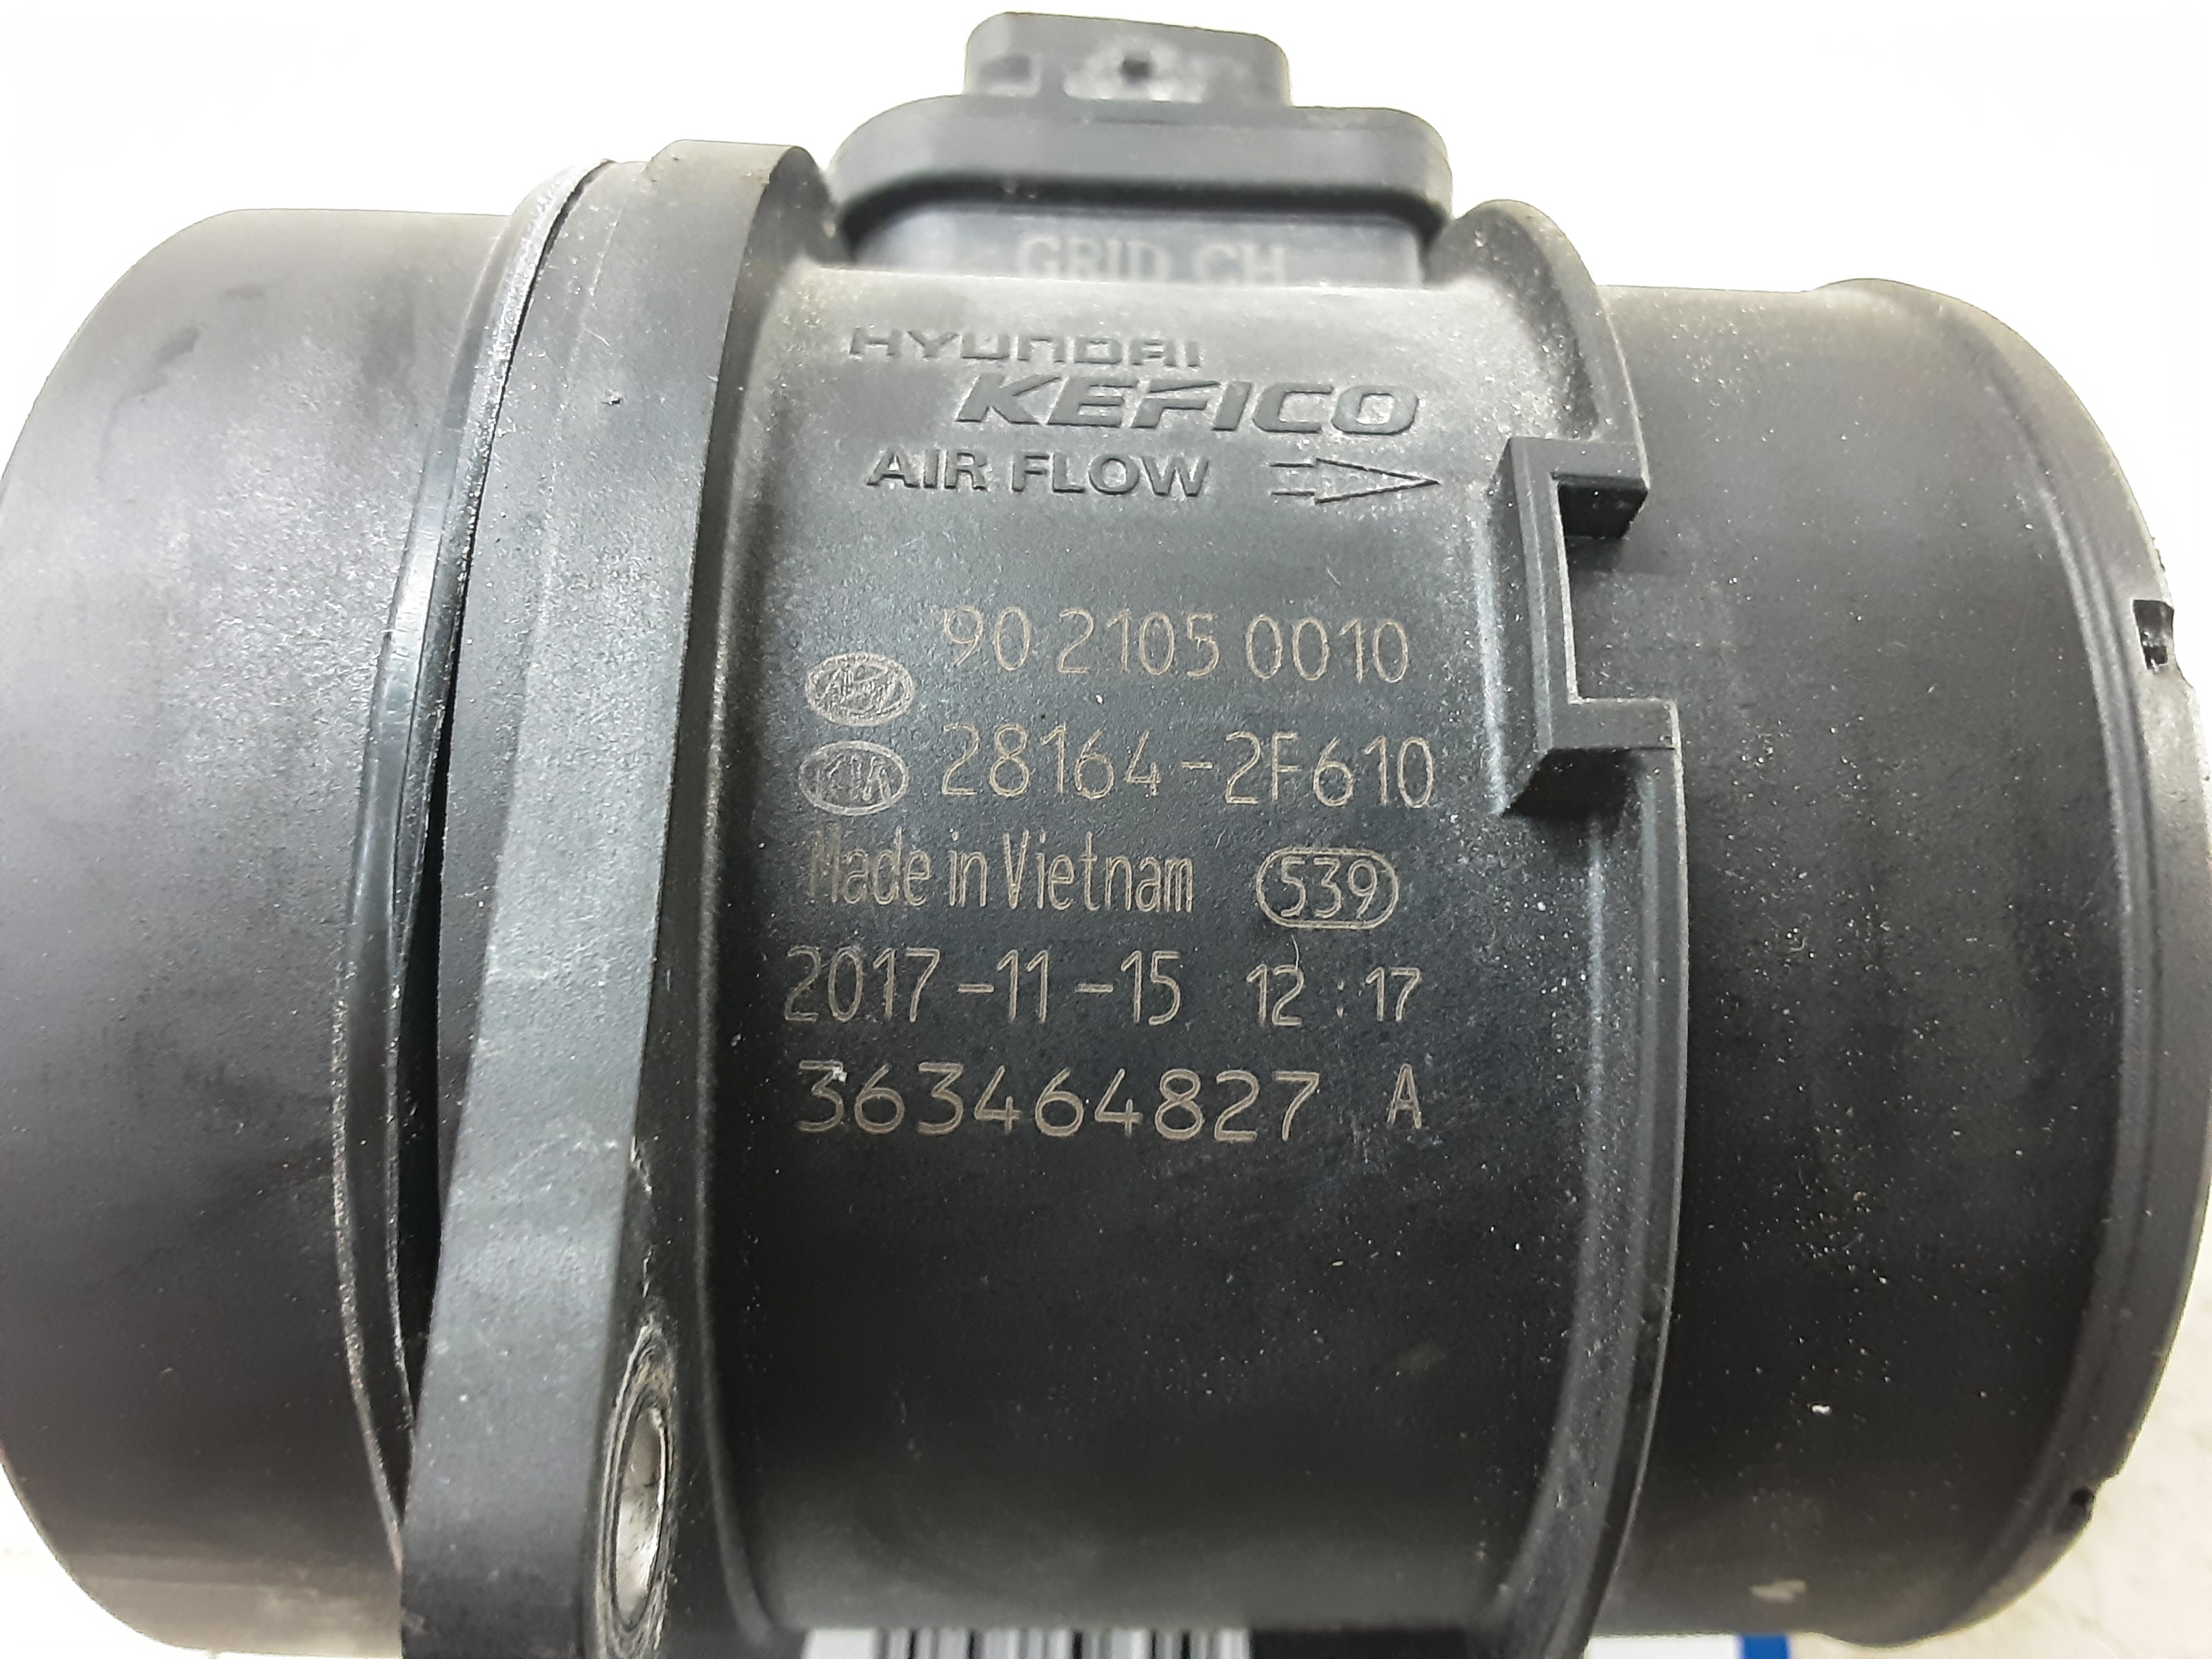 GRID CH
HYUNDAI
KEFICO
AIR FLOW
90 2105 0010
KIA 28164-2F610
Made in Vietnam 539
2017-11-15 12:17
363464827 A